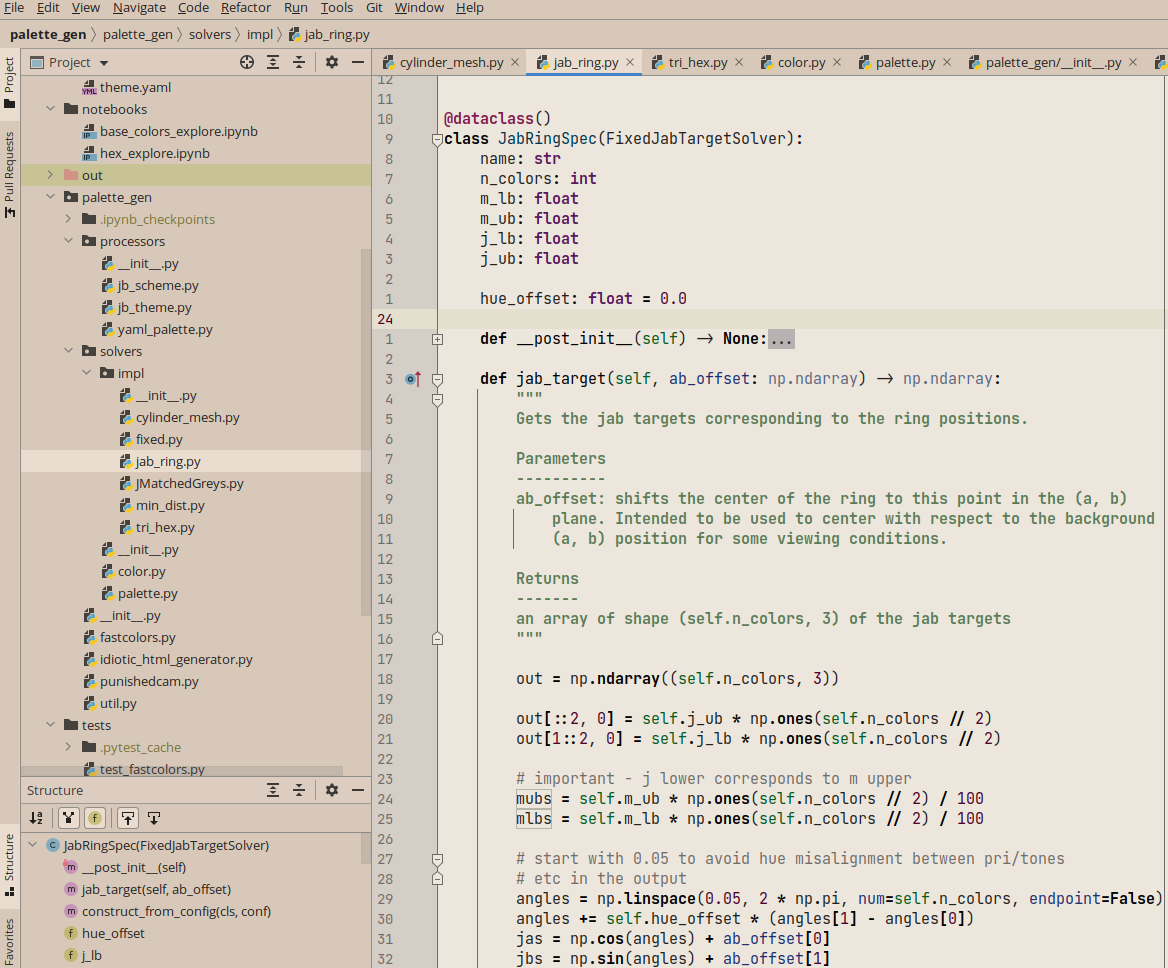 File Edit View Navigate Code Refactor Run Tools Git Window Help
palette_gen palette_gen solvers impl jab_ring.py
Project
Pull Requests
Structure
Favorites
Project
theme.yaml
notebooks
base_colors_explore.ipynb
hex_explore.ipynb
out
palette_gen
.ipynb_checkpoints
processors
__init__.py
jb_scheme.py
jb_theme.py
yaml_palette.py
solvers
impl
__init__.py
cylinder_mesh.py
fixed.py
jab_ring.py
JMatchedGreys.py
min_dist.py
tri_hex.py
__init__.py
color.py
palette.py
__init__.py
fastcolors.py
idiotic_html_generator.py
punishedcam.py
util.py
tests
.pytest_cache
test_fastcolors.py
Structure
JabRingSpec(FixedJabTargetSolver)
__init__
__post_init__(self)
jab_target(self, ab_offset)
construct_from_config(cls, conf)
hue_offset
j_lb
cylinder_mesh.py jab_ring.py tri_hex.py color.py palette.py palette_gen/__init__.py
12
11
10 @dataclass()
9 class JabRingSpec(FixedJabTargetSolver):
8 name: str
7 n_colors: int
6 m_lb: float
5 m_ub: float
4 j_lb: float
3 j_ub: float
2
1 hue_offset: float = 0.0
24
1 def __post_init__(self) -> None:...
2
3 def jab_target(self, ab_offset: np.ndarray) -> np.ndarray:
4 """
5 Gets the jab targets corresponding to the ring positions.
6
7 Parameters
8 ----------
9 ab_offset: shifts the center of the ring to this point in the (a, b)
10 plane. Intended to be used to center with respect to the background
11 (a, b) position for some viewing conditions.
12
13 Returns
14 -------
15 an array of shape (self.n_colors, 3) of the jab targets
16 """
17
18 out = np.ndarray((self.n_colors, 3))
19
20 out[::2, 0] = self.j_ub * np.ones(self.n_colors // 2)
21 out[1::2, 0] = self.j_lb * np.ones(self.n_colors // 2)
22
23 # important - j lower corresponds to m upper
24 mubs = self.m_ub * np.ones(self.n_colors // 2) / 100
25 mlbs = self.m_lb * np.ones(self.n_colors // 2) / 100
26
27 # start with 0.05 to avoid hue misalignment between pri/tones
28 # etc in the output
29 angles = np.linspace(0.05, 2 * np.pi, num=self.n_colors, endpoint=False)
30 angles += self.hue_offset * (angles[1] - angles[0])
31 jas = np.cos(angles) + ab_offset[0]
32 jbs = np.sin(angles) + ab_offset[1]